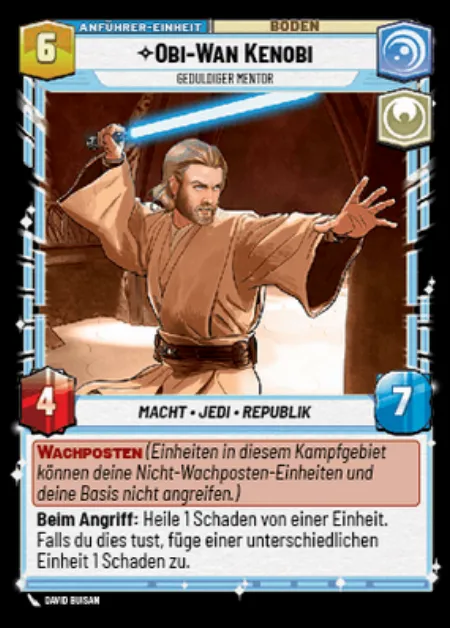 6
ANFÜHRER-EINHEIT BODEN
OBI-WAN KENOBI
GEDULDIGER MENTOR
4
MACHT • JEDI • REPUBLIK
7
WACHPOSTEN (Einheiten in diesem Kampfgebiet
können deine Nicht-Wachposten-Einheiten und
deine Basis nicht angreifen.)
Beim Angriff: Heile 1 Schaden von einer Einheit.
Falls du dies tust, füge einer unterschiedlichen
Einheit 1 Schaden zu.
DAVID BUISAN